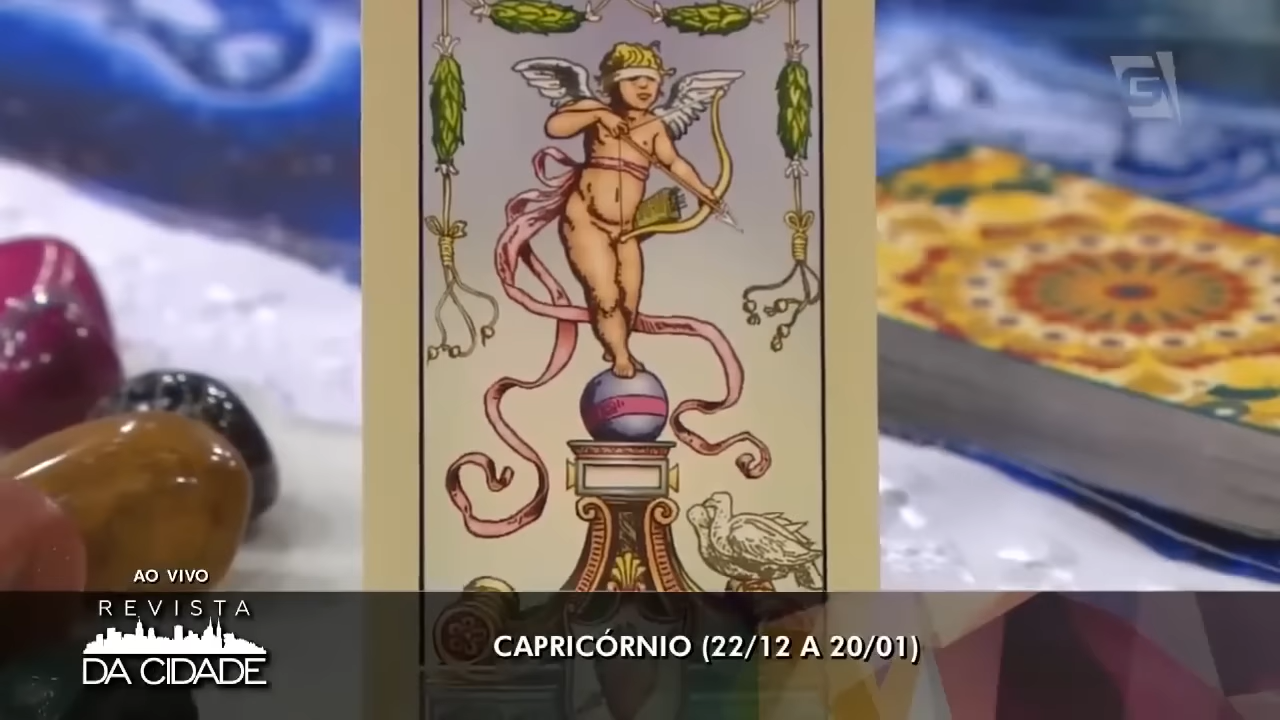 AO VIVO
REVISTA
DA CIDADE
CAPRICÓRNIO (22/12 A 20/01)